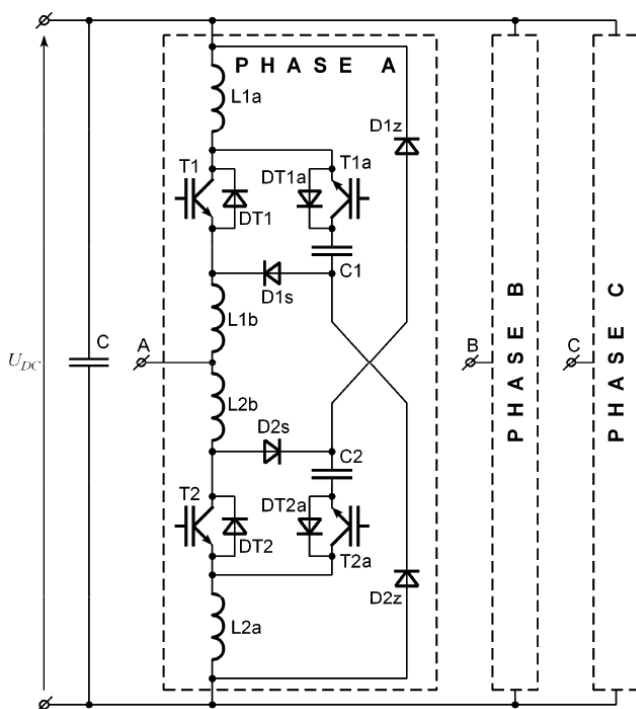 PHASE A
L1a
D1z
T1
DT1a
T1a
DT1
C1
D1s
L1b
A
C
U_DC
B
C
PHASE B
PHASE C
L2b
D2s
C2
T2
DT2a
DT2
T2a
D2z
L2a